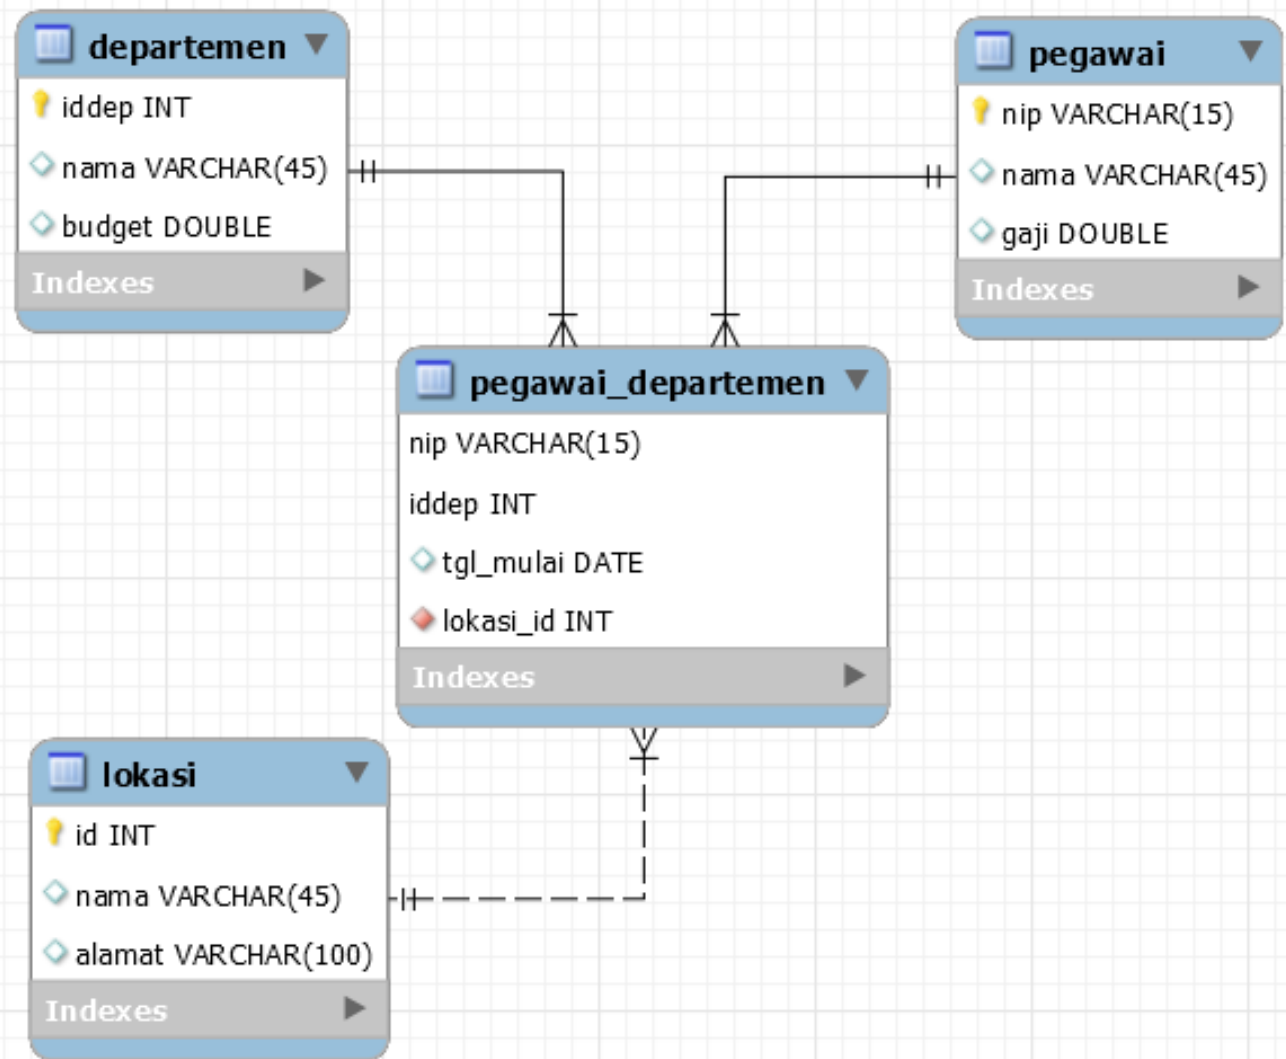 departemen
iddep INT
nama VARCHAR(45)
budget DOUBLE
Indexes
pegawai
nip VARCHAR(15)
nama VARCHAR(45)
gaji DOUBLE
Indexes
pegawai_departemen
nip VARCHAR(15)
iddep INT
tgl_mulai DATE
lokasi_id INT
Indexes
lokasi
id INT
nama VARCHAR(45)
alamat VARCHAR(100)
Indexes